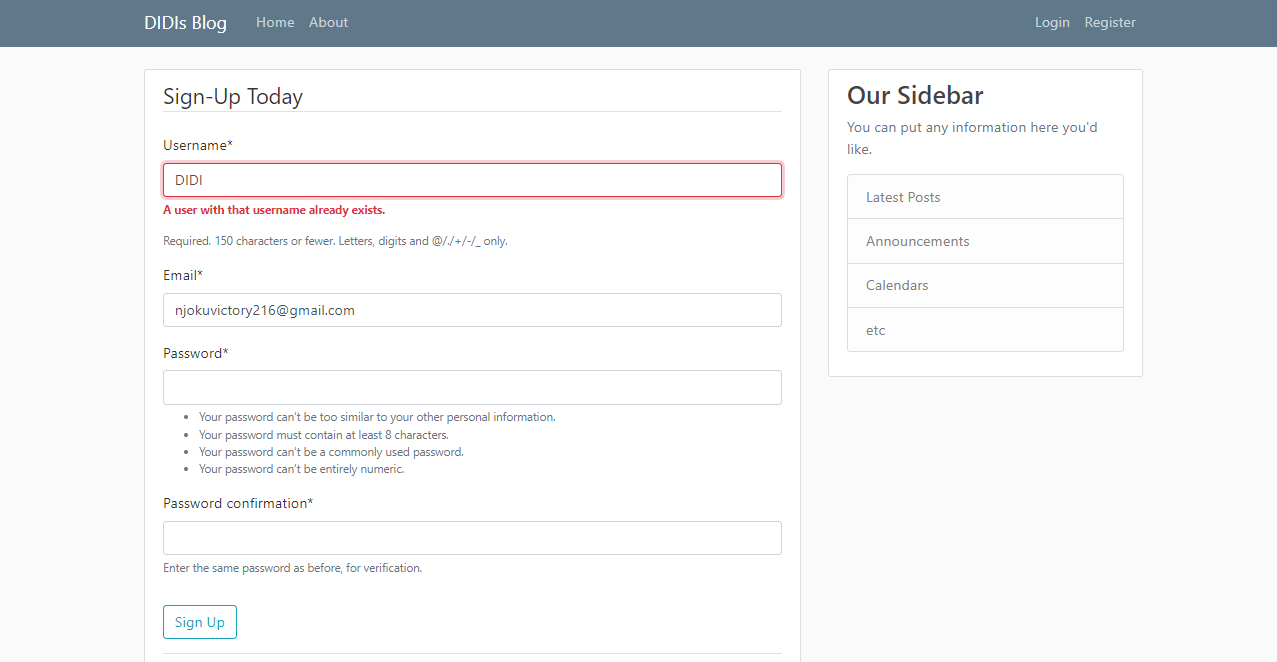 DIDIs Blog Home About Login Register
Sign-Up Today
Username*
DIDI
A user with that username already exists.
Required. 150 characters or fewer. Letters, digits and @/./+/-/_ only.
Email*
njokuvictory216@gmail.com
Password*
Your password can't be too similar to your other personal information.
Your password must contain at least 8 characters.
Your password can't be a commonly used password.
Your password can't be entirely numeric.
Password confirmation*
Enter the same password as before, for verification.
Sign Up
Our Sidebar
You can put any information here you'd
like.
Latest Posts
Announcements
Calendars
etc